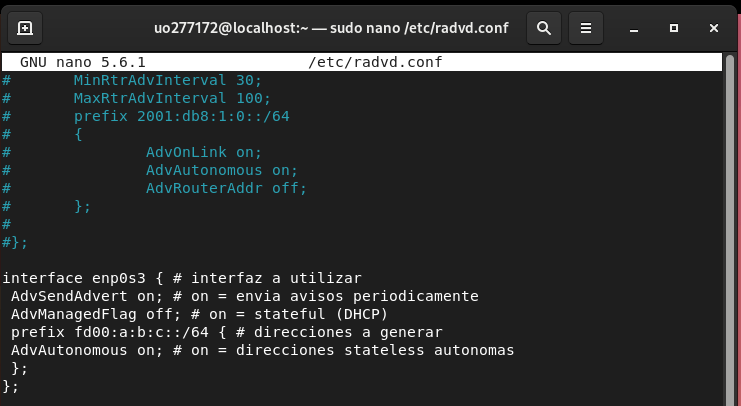 uo277172@localhost:~ — sudo nano /etc/radvd.conf
GNU nano 5.6.1 /etc/radvd.conf
#       MinRtrAdvInterval 30;
#       MaxRtrAdvInterval 100;
#       prefix 2001:db8:1:0::/64
#       {
#               AdvOnLink on;
#               AdvAutonomous on;
#               AdvRouterAddr off;
#       };
#
#};

interface enp0s3 { # interfaz a utilizar
 AdvSendAdvert on; # on = envia avisos periodicamente
 AdvManagedFlag off; # on = stateful (DHCP)
 prefix fd00:a:b:c::/64 { # direcciones a generar
 AdvAutonomous on; # on = direcciones stateless autonomas
 };
};